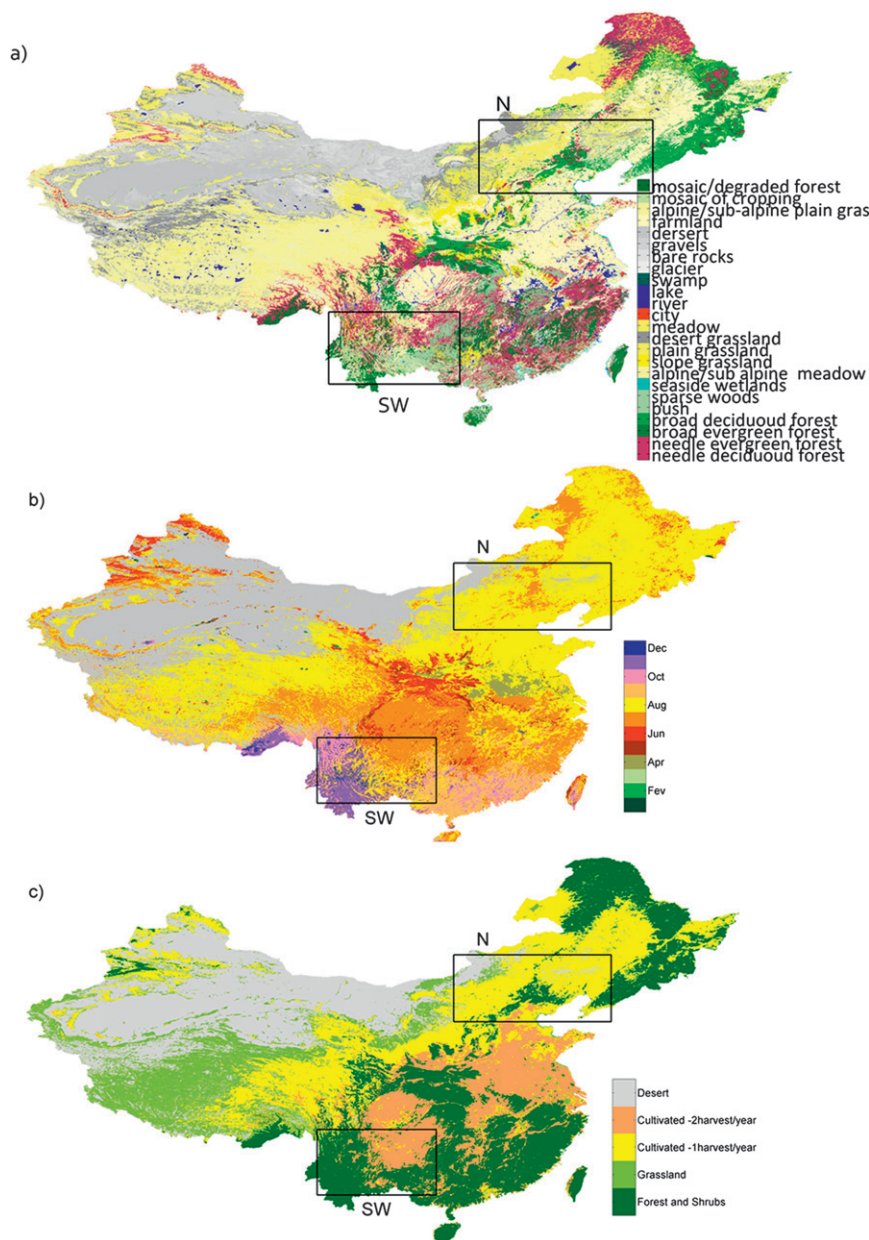 a)
N
SW
mosaic/degraded forest
mosaic of cropping
alpine/sub-alpine plain gras
farmland
dersert
gravels
bare rocks
glacier
swamp
lake
river
city
meadow
desert grassland
plain grassland
slope grassland
alpine/sub alpine meadow
seaside wetlands
sparse woods
bush
broad deciduoud forest
broad evergreen forest
needle evergreen forest
needle deciduoud forest
b)
N
SW
Dec
Oct
Aug
Jun
Apr
Fev
c)
N
SW
Desert
Cultivated -2harvest/year
Cultivated -1harvest/year
Grassland
Forest and Shrubs